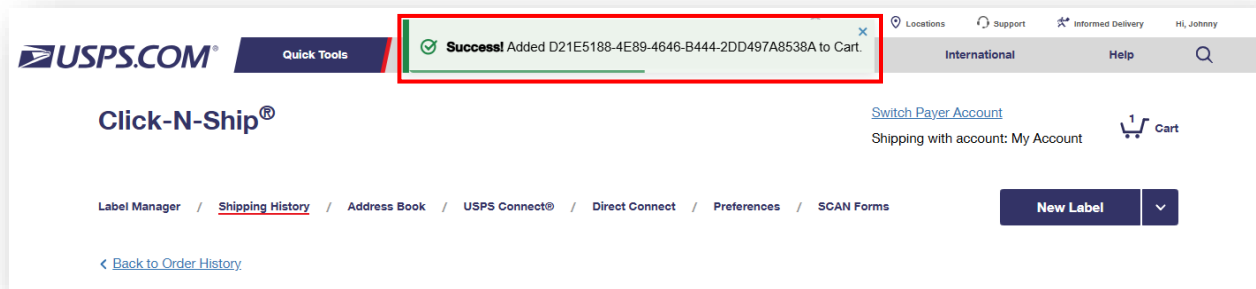 Locations Support Informed Delivery Hi, Johnny
USPS.COM® Quick Tools International Help
Success! Added D21E5188-4E89-4646-B444-2DD497A8538A to Cart.
Click-N-Ship®
Switch Payer Account
Shipping with account: My Account
1 Cart
Label Manager / Shipping History / Address Book / USPS Connect® / Direct Connect / Preferences / SCAN Forms
New Label
Back to Order History